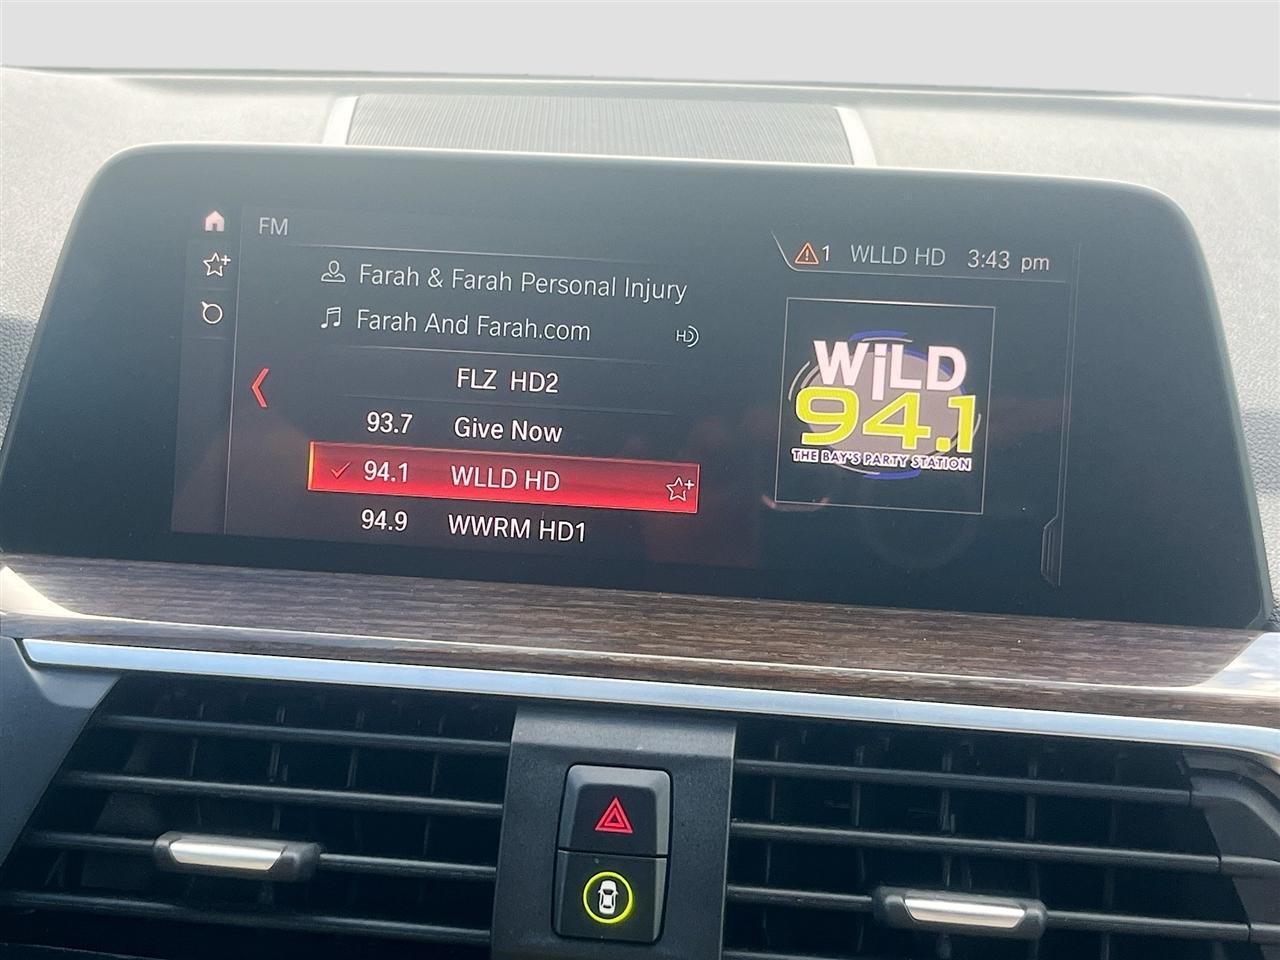 FM
1 WLLD HD 3:43 pm
Farah & Farah Personal Injury
Farah And Farah.com HD
FLZ HD2
93.7 Give Now
94.1 WLLD HD
94.9 WWRM HD1
WiLD
94.1
THE BAY'S PARTY STATION